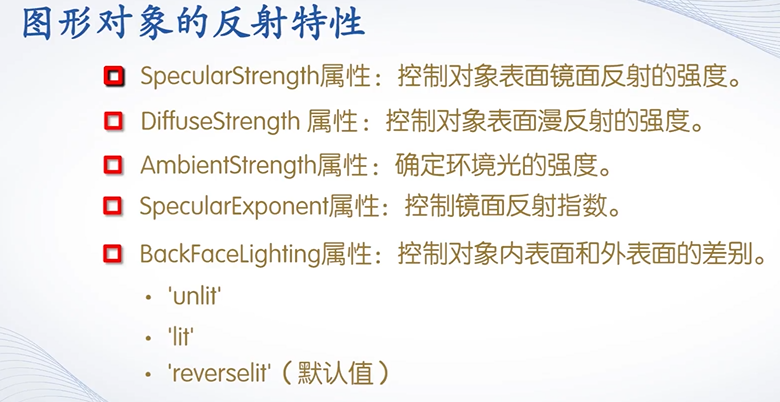 图形对象的反射特性
SpecularStrength属性：控制对象表面镜面反射的强度。
DiffuseStrength 属性：控制对象表面漫反射的强度。
AmbientStrength属性：确定环境光的强度。
SpecularExponent属性：控制镜面反射指数。
BackFaceLighting属性：控制对象内表面和外表面的差别。
• 'unlit'
• 'lit'
• 'reverselit'（默认值）